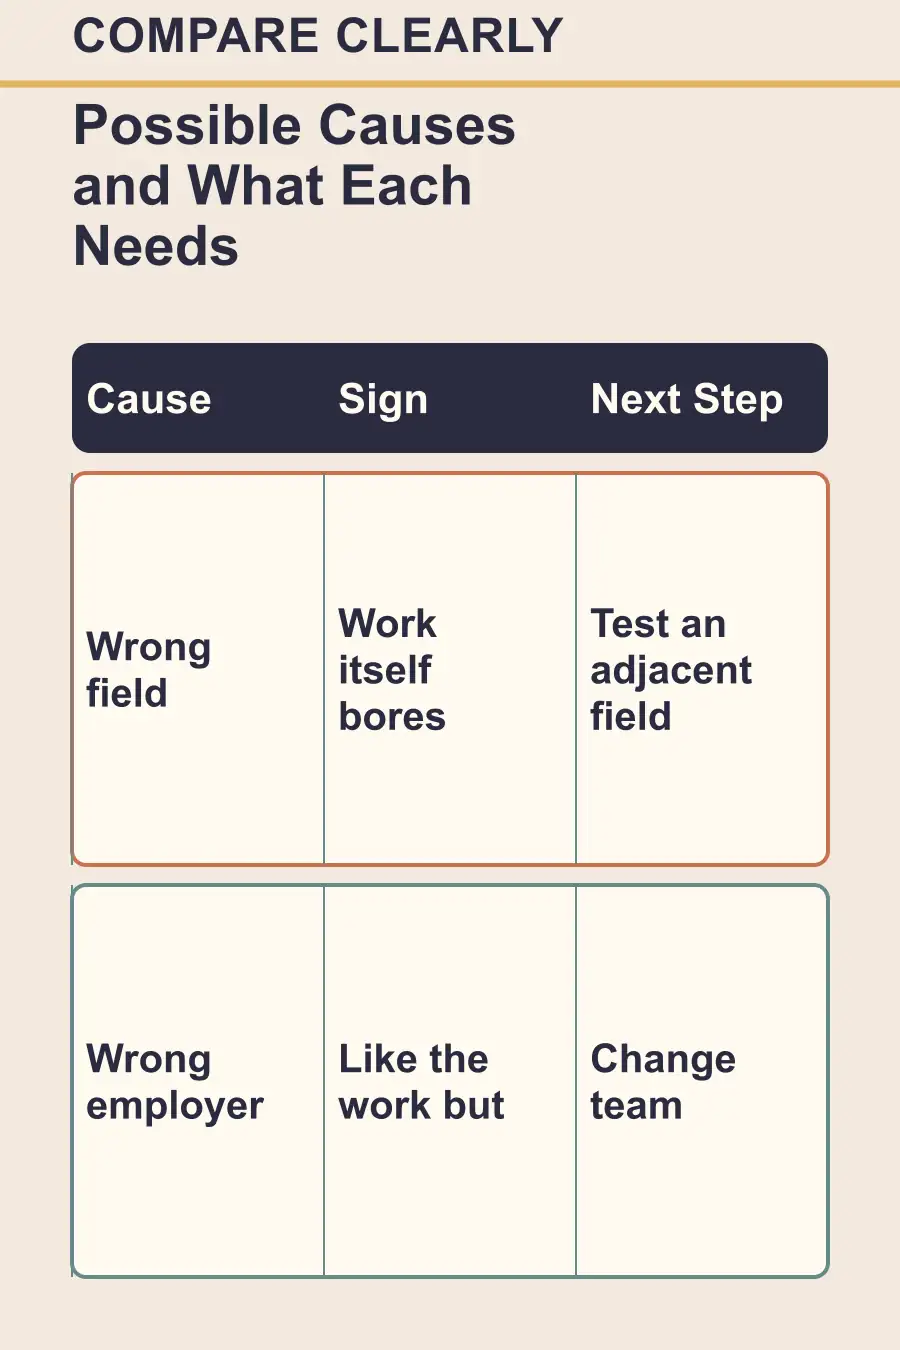 COMPARE CLEARLY
Possible Causes
and What Each
Needs
Cause Sign Next Step
Wrong
field
Work
itself
bores
Test an
adjacent
field
Wrong
employer
Like the
work but
Change
team